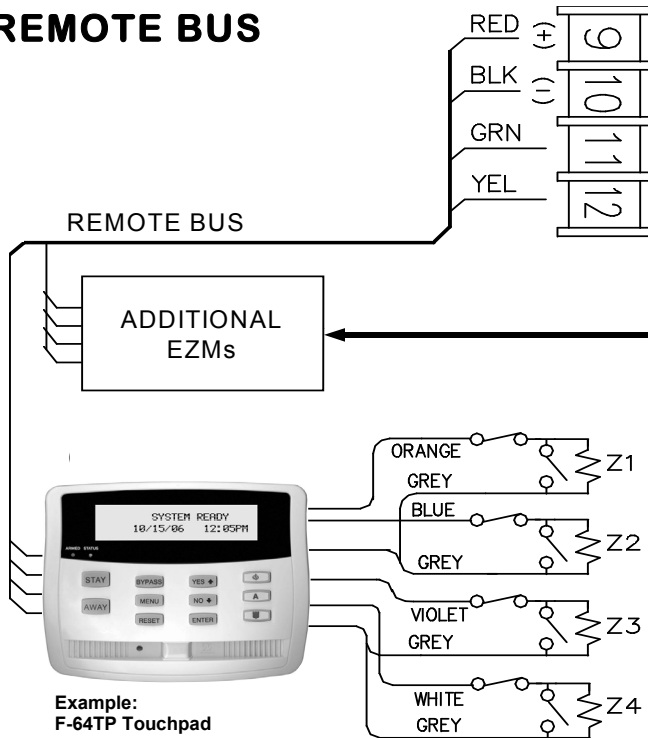 REMOTE BUS
RED (+) 9
BLK (–) 10
GRN 11
YEL 12
REMOTE BUS
ADDITIONAL
EZMs
ORANGE
GREY
Z1
BLUE
GREY
Z2
VIOLET
GREY
Z3
WHITE
GREY
Z4
SYSTEM READY
10/15/06 12:05PM
ARMED STATUS
STAY BYPASS YES
AWAY MENU NO A
RESET ENTER
Example:
F-64TP Touchpad